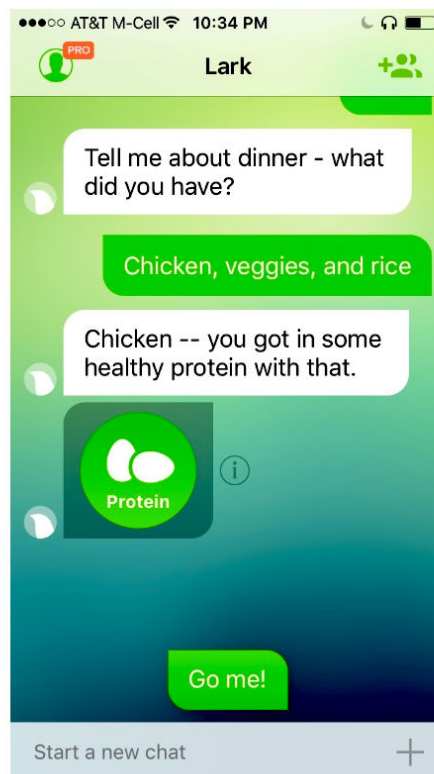 AT&T M-Cell 10:34 PM
PRO
Lark
Tell me about dinner - what
did you have?
Chicken, veggies, and rice
Chicken -- you got in some
healthy protein with that.
i
Protein
Go me!
Start a new chat